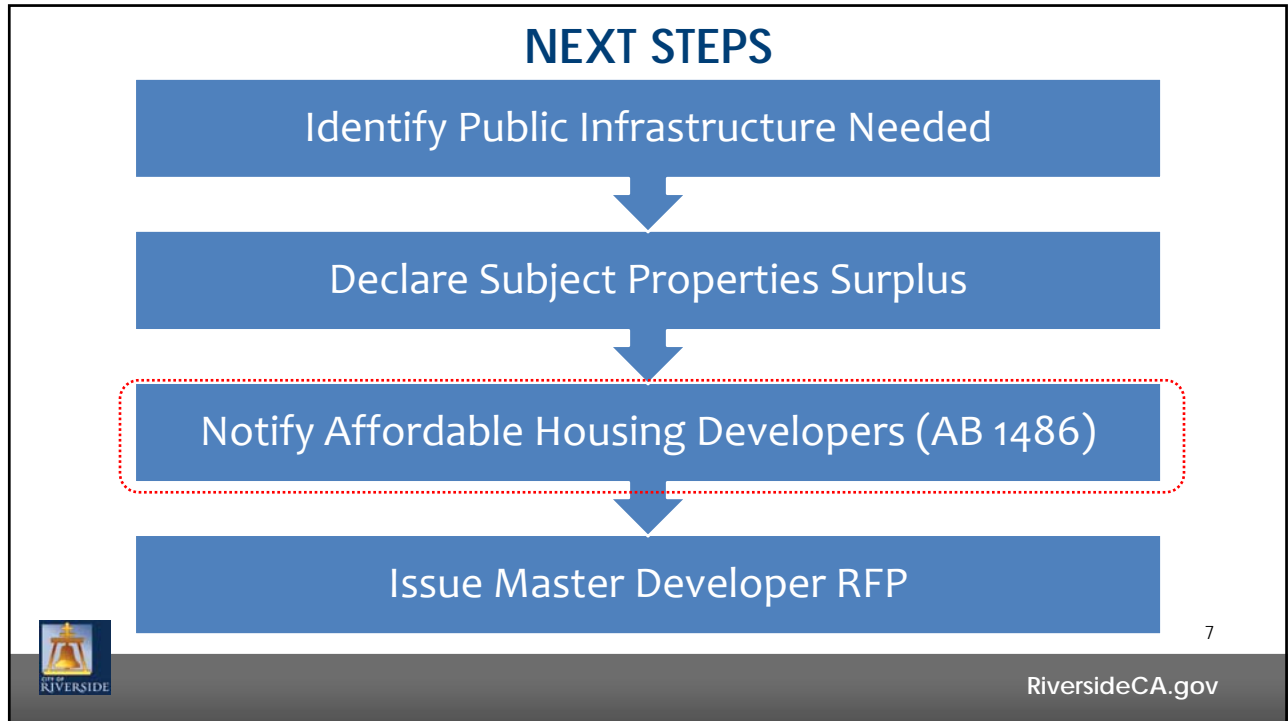 NEXT STEPS
Identify Public Infrastructure Needed
Declare Subject Properties Surplus
Notify Affordable Housing Developers (AB 1486)
Issue Master Developer RFP
7
CITY OF
RIVERSIDE
RiversideCA.gov